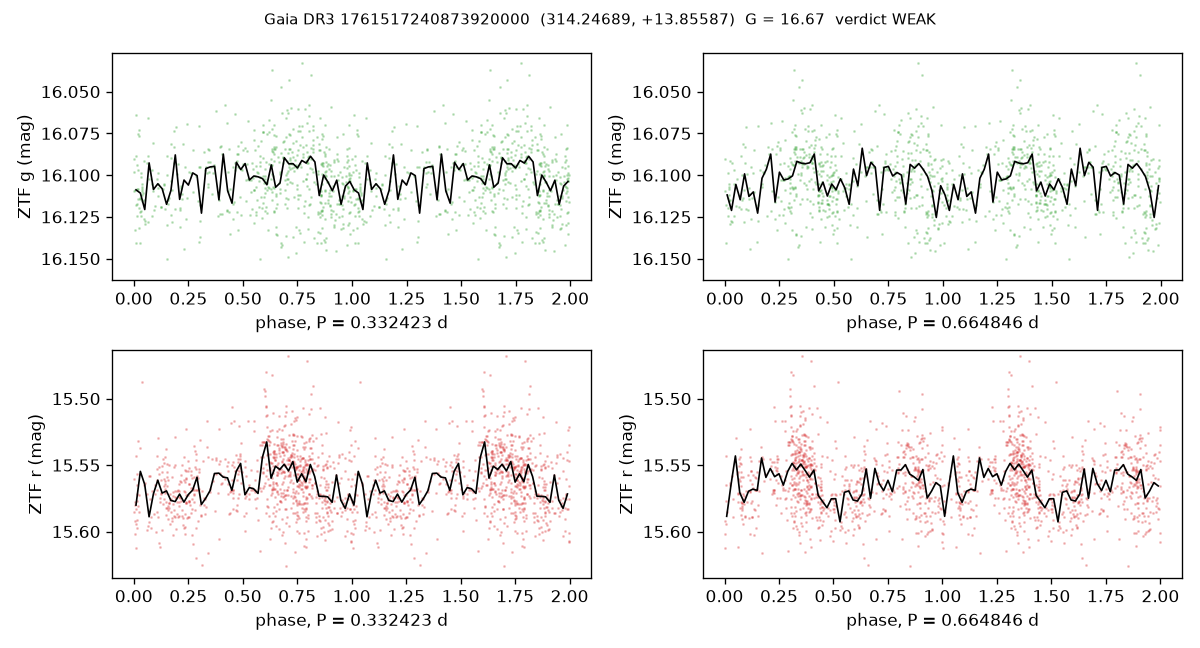 Gaia DR3 1761517240873920000  (314.24689, +13.85587)  G = 16.67  verdict WEAK
ZTF g (mag)
16.050
16.075
16.100
16.125
16.150
0.00 0.25 0.50 0.75 1.00 1.25 1.50 1.75 2.00
phase, P = 0.332423 d
ZTF g (mag)
16.050
16.075
16.100
16.125
16.150
0.00 0.25 0.50 0.75 1.00 1.25 1.50 1.75 2.00
phase, P = 0.664846 d
ZTF r (mag)
15.50
15.55
15.60
0.00 0.25 0.50 0.75 1.00 1.25 1.50 1.75 2.00
phase, P = 0.332423 d
ZTF r (mag)
15.50
15.55
15.60
0.00 0.25 0.50 0.75 1.00 1.25 1.50 1.75 2.00
phase, P = 0.664846 d